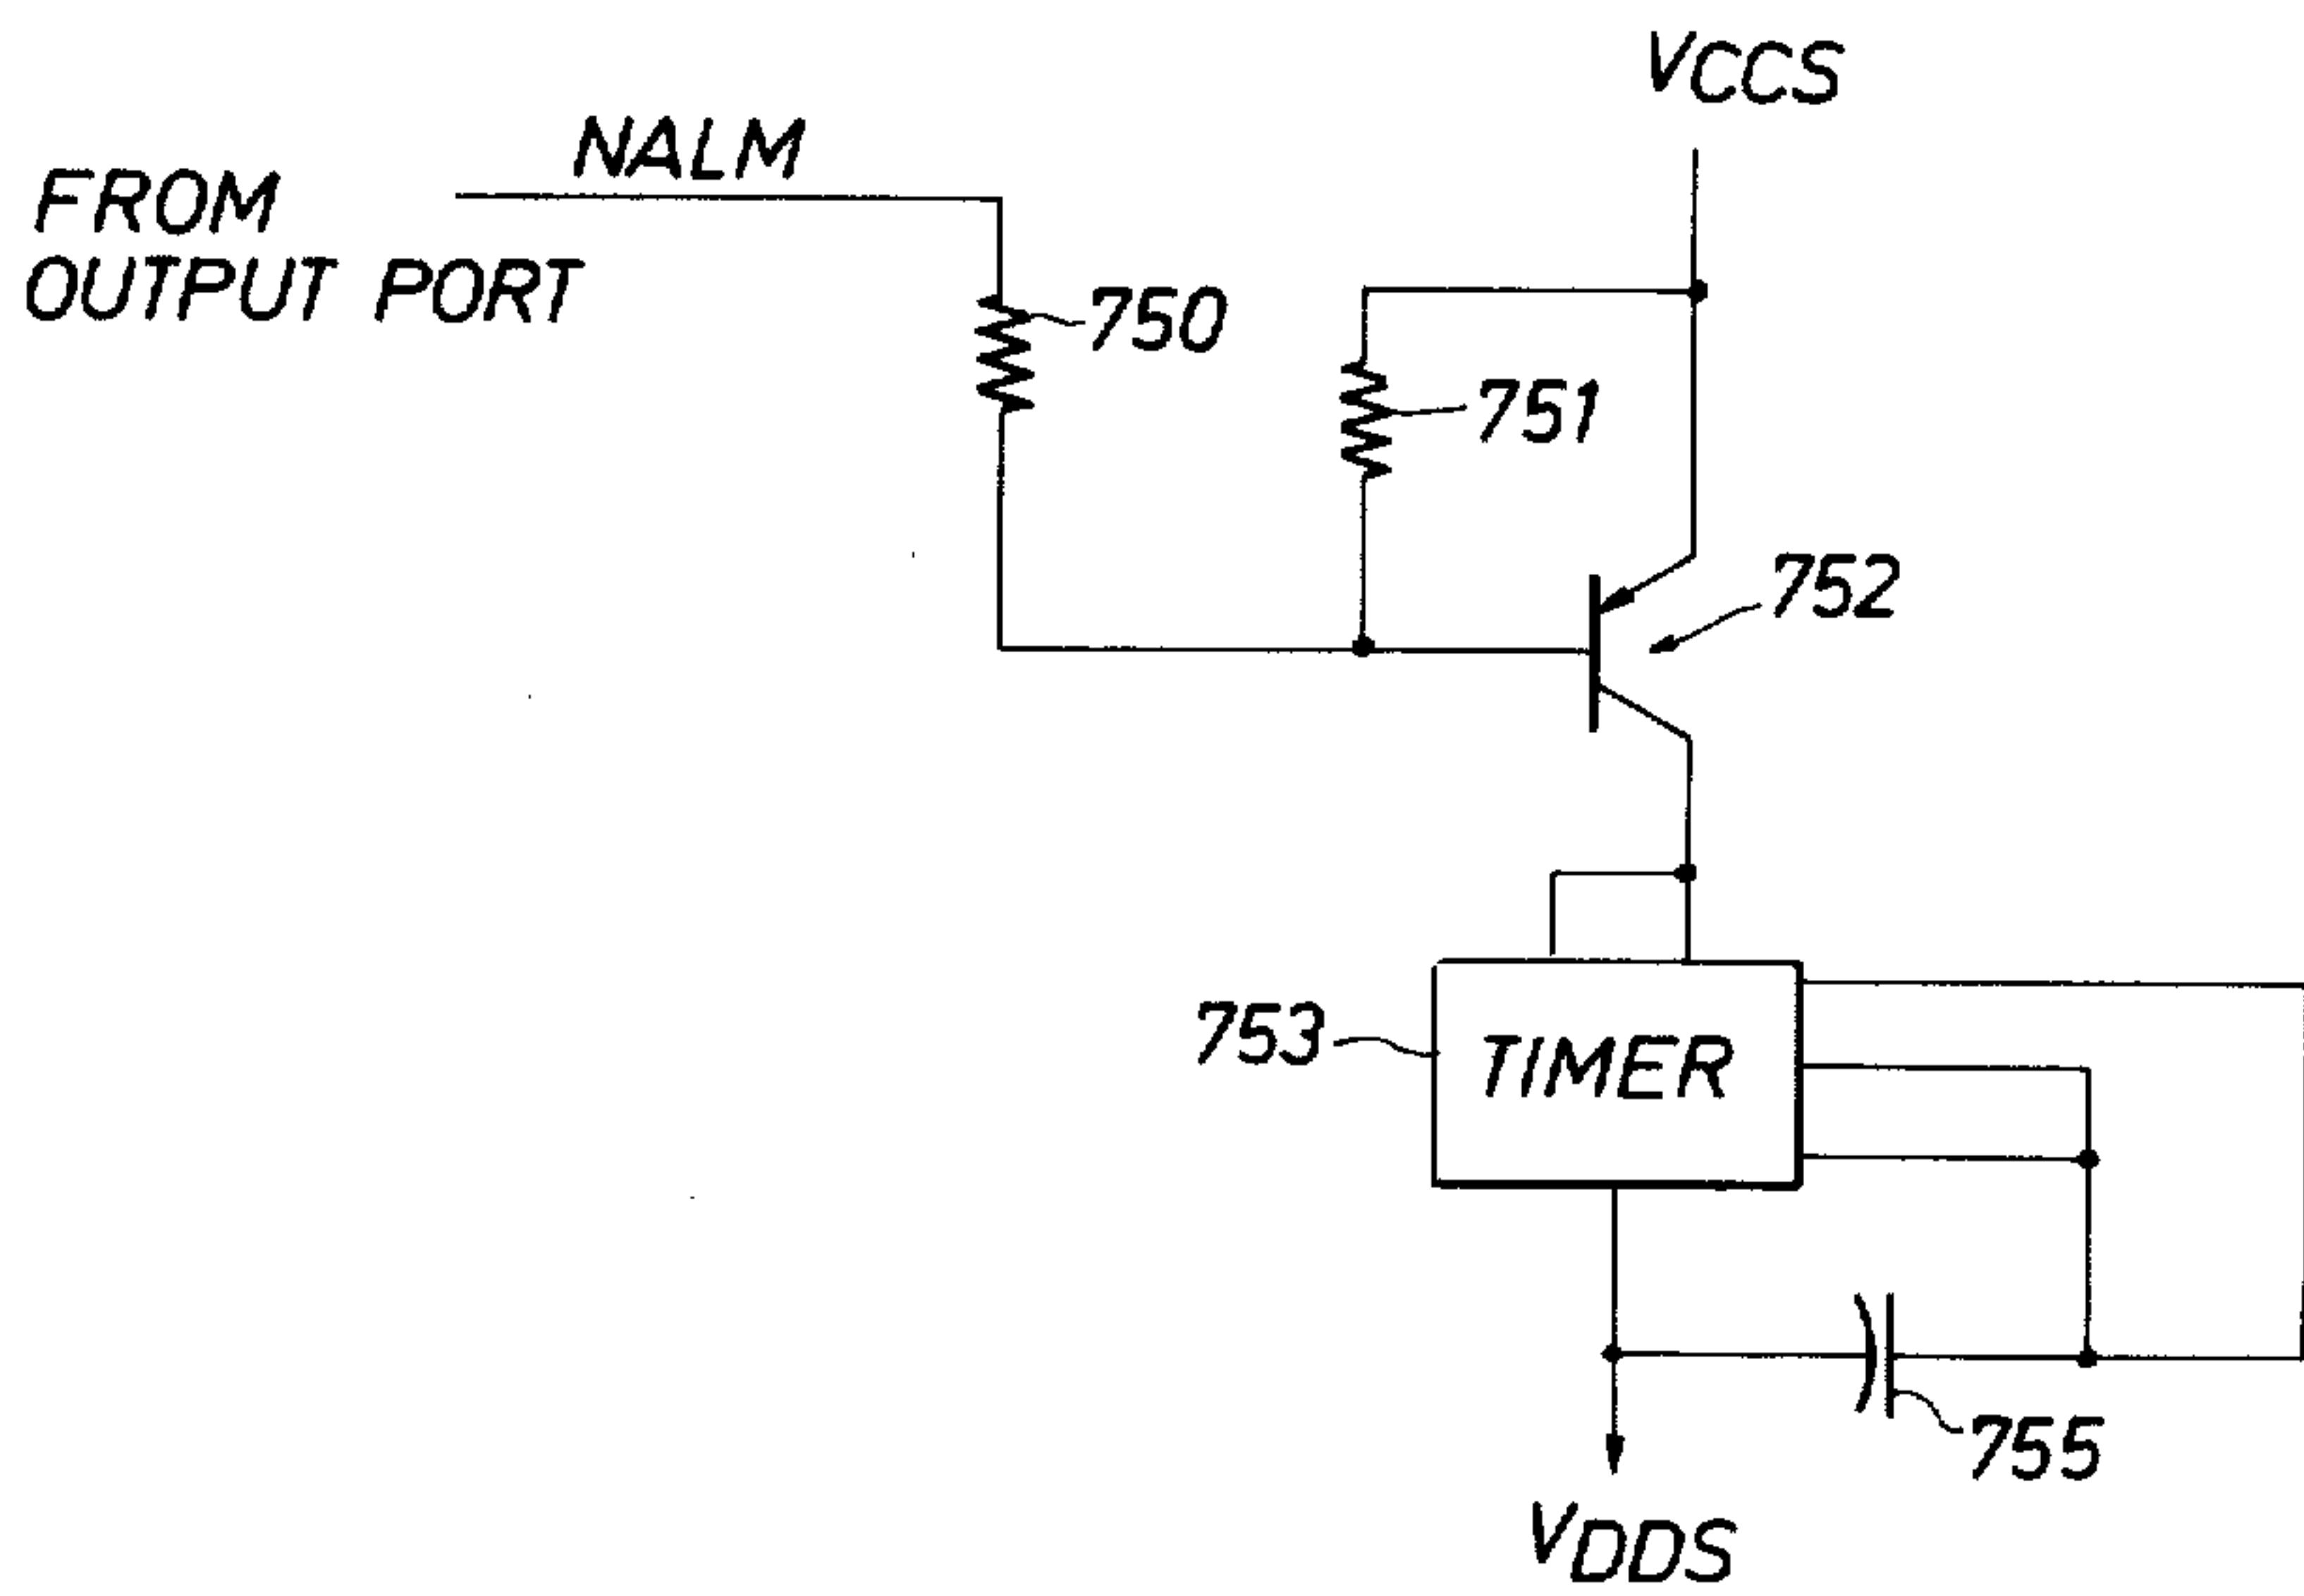 VCCS
NALM
FROM
OUTPUT PORT
750
751
752
753
TIMER
755
VDDS